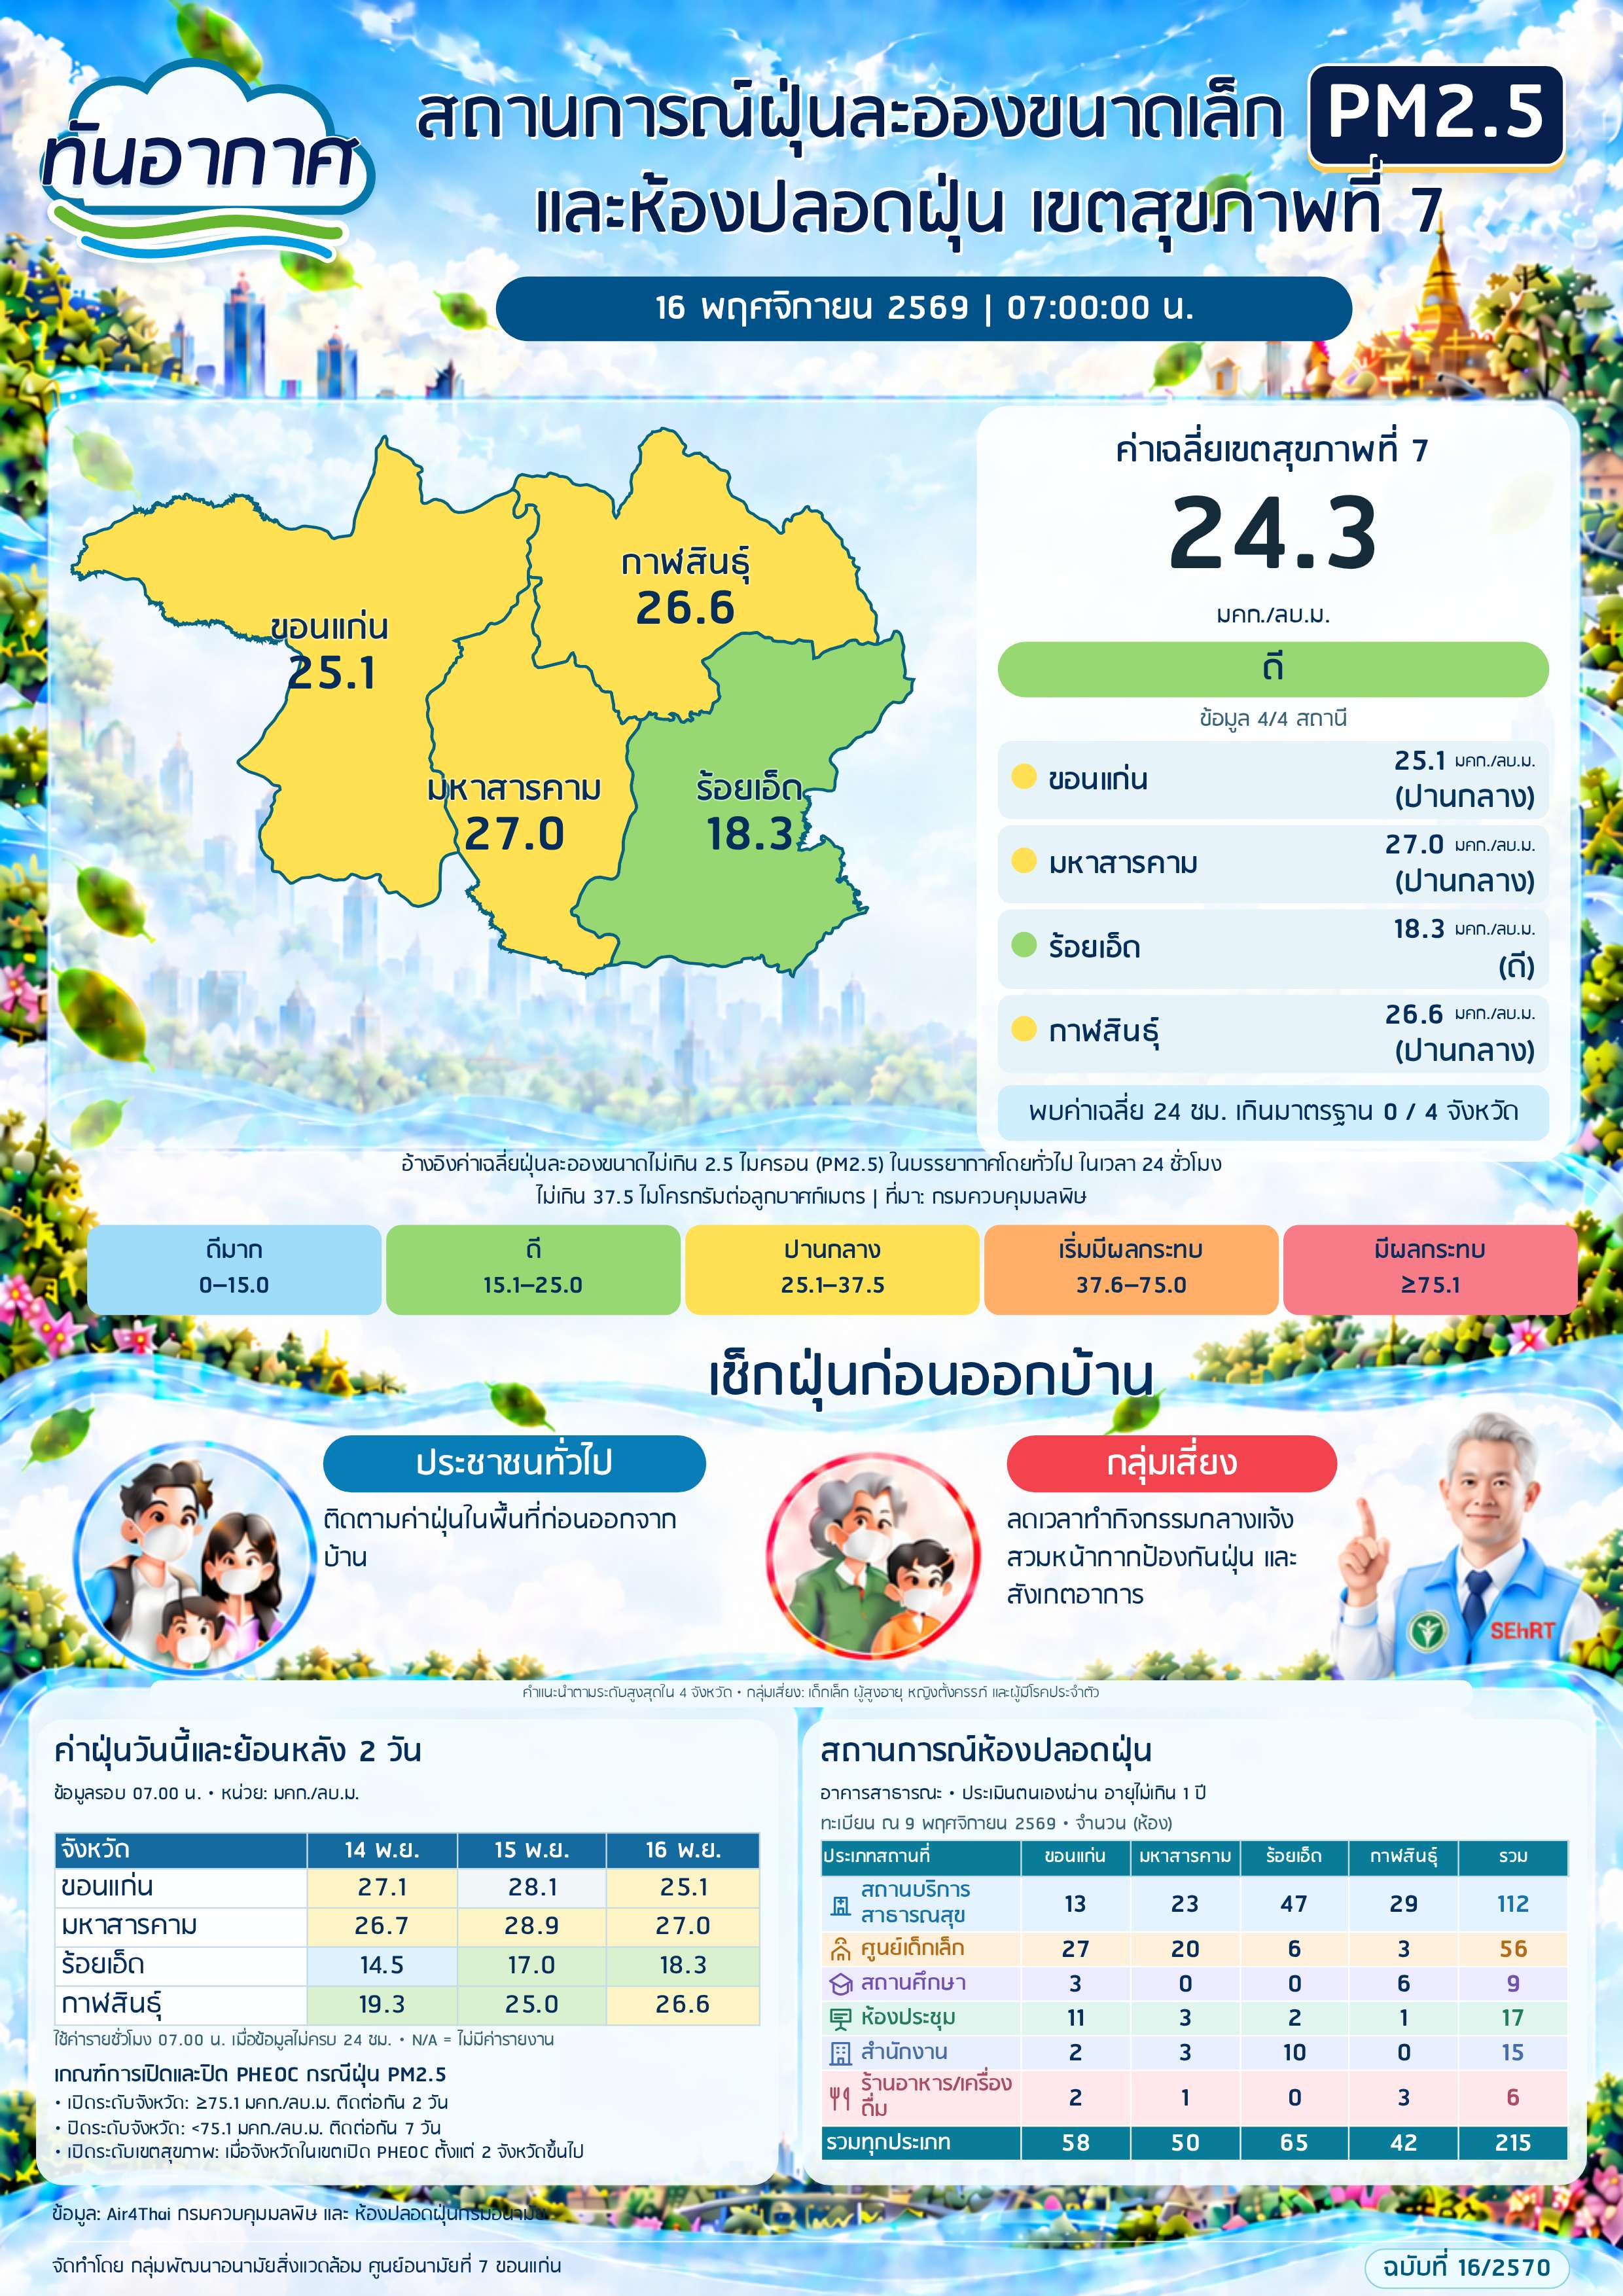 ทันอากาศ
สถานการณ์ฝุ่นละอองขนาดเล็ก PM2.5
และห้องปลอดฝุ่น เขตสุขภาพที่ 7
16 พฤศจิกายน 2569 | 07:00:00 น.
กาฬสินธุ์
26.6
ขอนแก่น
25.1
มหาสารคาม
27.0
ร้อยเอ็ด
18.3
ค่าเฉลี่ยเขตสุขภาพที่ 7
24.3
มคก./ลบ.ม.
ดี
ข้อมูล 4/4 สถานี
ขอนแก่น 25.1 มคก./ลบ.ม.
(ปานกลาง)
มหาสารคาม 27.0 มคก./ลบ.ม.
(ปานกลาง)
ร้อยเอ็ด 18.3 มคก./ลบ.ม.
(ดี)
กาฬสินธุ์ 26.6 มคก./ลบ.ม.
(ปานกลาง)
พบค่าเฉลี่ย 24 ชม. เกินมาตรฐาน 0 / 4 จังหวัด
อ้างอิงค่าเฉลี่ยฝุ่นละอองขนาดไม่เกิน 2.5 ไมครอน (PM2.5) ในบรรยากาศโดยทั่วไป ในเวลา 24 ชั่วโมง
ไม่เกิน 37.5 ไมโครกรัมต่อลูกบาศก์เมตร | ที่มา: กรมควบคุมมลพิษ
ดีมาก ดี ปานกลาง เริ่มมีผลกระทบ มีผลกระทบ
0–15.0 15.1–25.0 25.1–37.5 37.6–75.0 ≥75.1
เช็กฝุ่นก่อนออกบ้าน
ประชาชนทั่วไป
ติดตามค่าฝุ่นในพื้นที่ก่อนออกจาก
บ้าน
กลุ่มเสี่ยง
ลดเวลาทำกิจกรรมกลางแจ้ง
สวมหน้ากากป้องกันฝุ่น และ
สังเกตอาการ
SEhRT
คำแนะนำตามระดับสูงสุดใน 4 จังหวัด • กลุ่มเสี่ยง: เด็กเล็ก ผู้สูงอายุ หญิงตั้งครรภ์ และผู้มีโรคประจำตัว
ค่าฝุ่นวันนี้และย้อนหลัง 2 วัน
ข้อมูลรอบ 07.00 น. • หน่วย: มคก./ลบ.ม.
จังหวัด 14 พ.ย. 15 พ.ย. 16 พ.ย.
ขอนแก่น 27.1 28.1 25.1
มหาสารคาม 26.7 28.9 27.0
ร้อยเอ็ด 14.5 17.0 18.3
กาฬสินธุ์ 19.3 25.0 26.6
ใช้ค่ารายชั่วโมง 07.00 น. เมื่อข้อมูลไม่ครบ 24 ชม. • N/A = ไม่มีค่ารายงาน
เกณฑ์การเปิดและปิด PHEOC กรณีฝุ่น PM2.5
• เปิดระดับจังหวัด: ≥75.1 มคก./ลบ.ม. ติดต่อกัน 2 วัน
• ปิดระดับจังหวัด: <75.1 มคก./ลบ.ม. ติดต่อกัน 7 วัน
• เปิดระดับเขตสุขภาพ: เมื่อจังหวัดในเขตเปิด PHEOC ตั้งแต่ 2 จังหวัดขึ้นไป
สถานการณ์ห้องปลอดฝุ่น
อาคารสาธารณะ • ประเมินตนเองผ่าน อายุไม่เกิน 1 ปี
ทะเบียน ณ 9 พฤศจิกายน 2569 • จำนวน (ห้อง)
ประเภทสถานที่ ขอนแก่น มหาสารคาม ร้อยเอ็ด กาฬสินธุ์ รวม
สถานบริการ
สาธารณสุข 13 23 47 29 112
ศูนย์เด็กเล็ก 27 20 6 3 56
สถานศึกษา 3 0 0 6 9
ห้องประชุม 11 3 2 1 17
สำนักงาน 2 3 10 0 15
ร้านอาหาร/เครื่อง
ดื่ม 2 1 0 3 6
รวมทุกประเภท 58 50 65 42 215
ข้อมูล: Air4Thai กรมควบคุมมลพิษ และ ห้องปลอดฝุ่นกรมอนามัย
จัดทำโดย กลุ่มพัฒนาอนามัยสิ่งแวดล้อม ศูนย์อนามัยที่ 7 ขอนแก่น
ฉบับที่ 16/2570